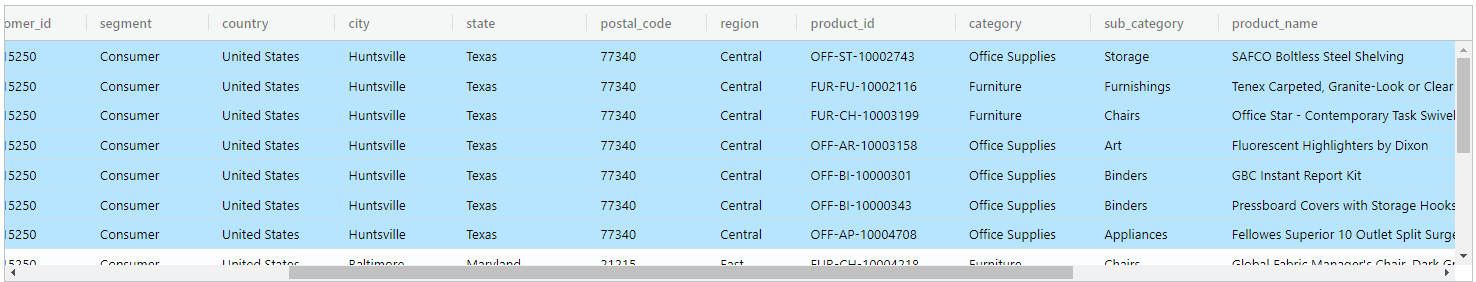 omer_id segment country city state postal_code region product_id category sub_category product_name
15250 Consumer United States Huntsville Texas 77340 Central OFF-ST-10002743 Office Supplies Storage SAFCO Boltless Steel Shelving
15250 Consumer United States Huntsville Texas 77340 Central FUR-FU-10002116 Furniture Furnishings Tenex Carpeted, Granite-Look or Clear
15250 Consumer United States Huntsville Texas 77340 Central FUR-CH-10003199 Furniture Chairs Office Star - Contemporary Task Swivel
15250 Consumer United States Huntsville Texas 77340 Central OFF-AR-10003158 Office Supplies Art Fluorescent Highlighters by Dixon
15250 Consumer United States Huntsville Texas 77340 Central OFF-BI-10000301 Office Supplies Binders GBC Instant Report Kit
15250 Consumer United States Huntsville Texas 77340 Central OFF-BI-10000343 Office Supplies Binders Pressboard Covers with Storage Hooks
15250 Consumer United States Huntsville Texas 77340 Central OFF-AP-10004708 Office Supplies Appliances Fellowes Superior 10 Outlet Split Surge
15250 Consumer United States Baltimore Maryland 21215 East FUR-CH-10004218 Furniture Chairs Global Fabric Manager's Chair, Dark Gr